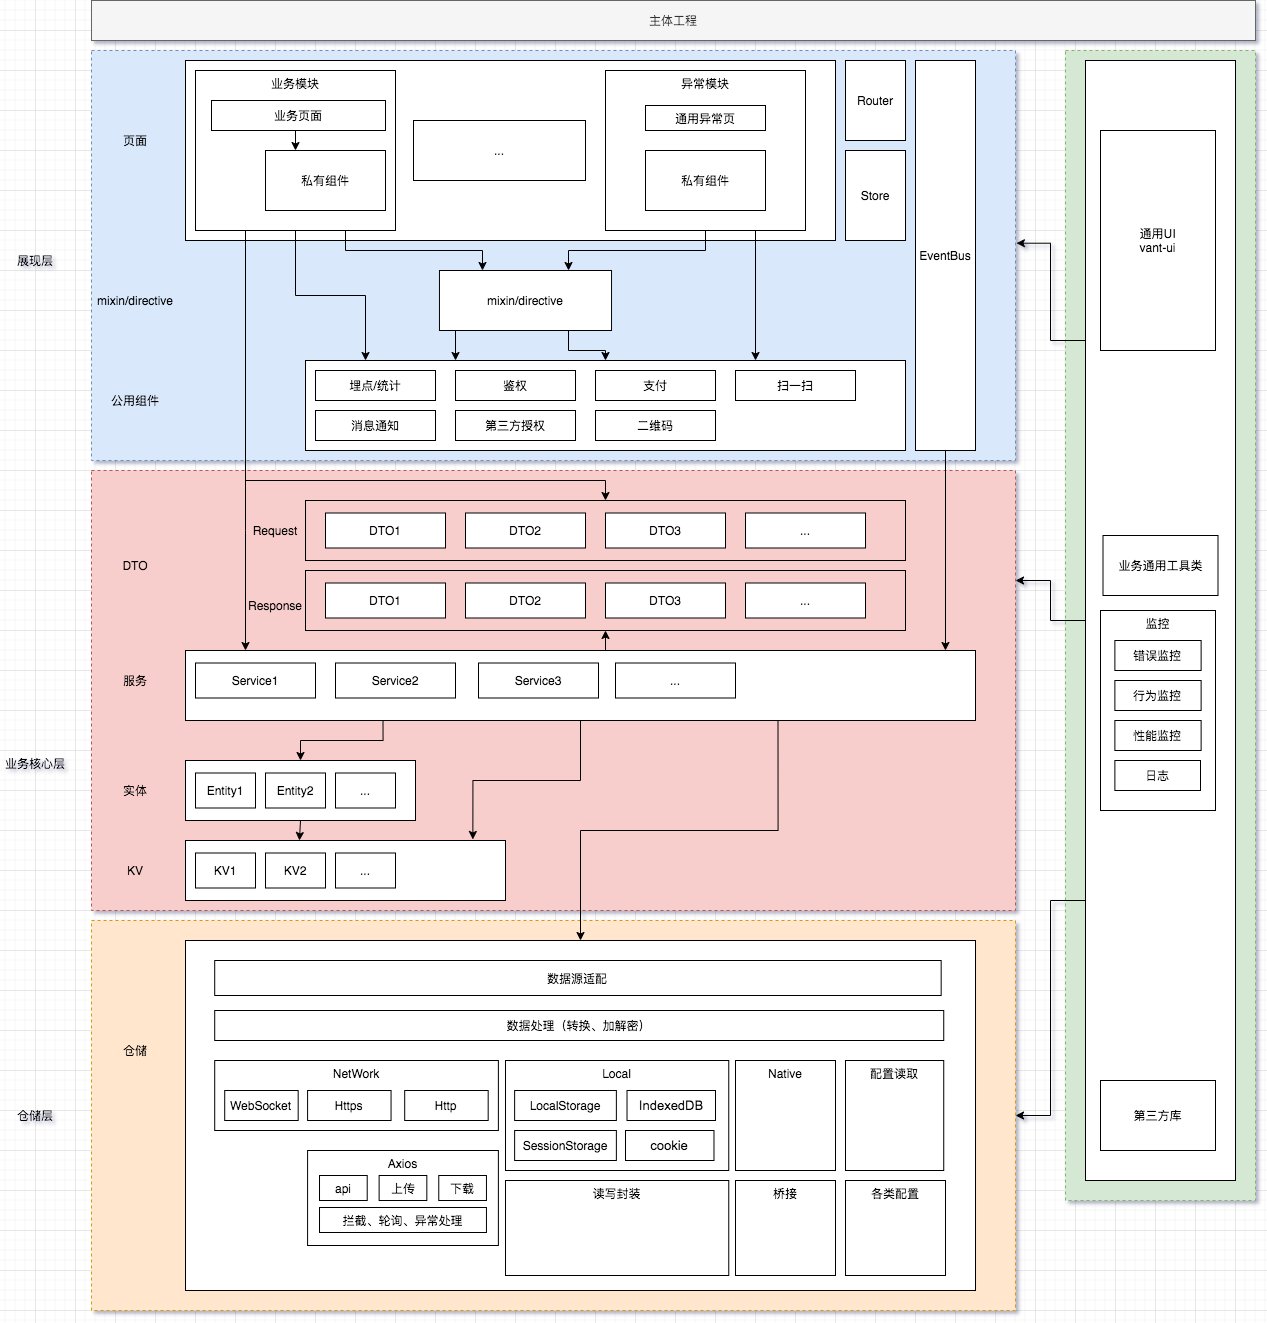 主体工程
展现层
页面
业务模块
业务页面
私有组件
...
异常模块
通用异常页
私有组件
Router
Store
EventBus
mixin/directive
mixin/directive
公用组件
埋点/统计
鉴权
支付
扫一扫
消息通知
第三方授权
二维码
业务核心层
DTO
Request
DTO1
DTO2
DTO3
...
Response
DTO1
DTO2
DTO3
...
服务
Service1
Service2
Service3
...
实体
Entity1
Entity2
...
KV
KV1
KV2
...
仓储层
仓储
数据源适配
数据处理（转换、加解密）
NetWork
WebSocket
Https
Http
Axios
api
上传
下载
拦截、轮询、异常处理
Local
LocalStorage
IndexedDB
SessionStorage
cookie
读写封装
Native
桥接
配置读取
各类配置
通用UI
vant-ui
业务通用工具类
监控
错误监控
行为监控
性能监控
日志
第三方库